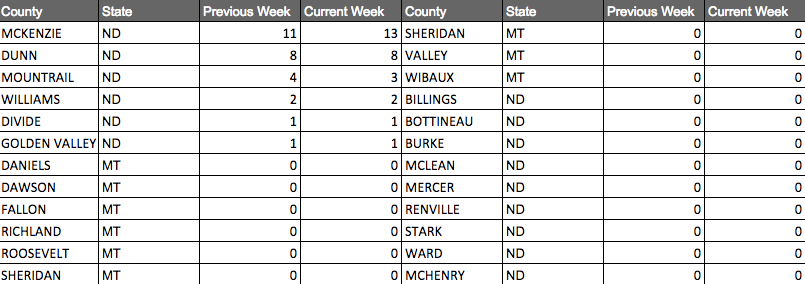 County State Previous Week Current Week County State Previous Week Current Week
MCKENZIE ND 11 13 SHERIDAN MT 0 0
DUNN ND 8 8 VALLEY MT 0 0
MOUNTRAIL ND 4 3 WIBAUX MT 0 0
WILLIAMS ND 2 2 BILLINGS ND 0 0
DIVIDE ND 1 1 BOTTINEAU ND 0 0
GOLDEN VALLEY ND 1 1 BURKE ND 0 0
DANIELS MT 0 0 MCLEAN ND 0 0
DAWSON MT 0 0 MERCER ND 0 0
FALLON MT 0 0 RENVILLE ND 0 0
RICHLAND MT 0 0 STARK ND 0 0
ROOSEVELT MT 0 0 WARD ND 0 0
SHERIDAN MT 0 0 MCHENRY ND 0 0